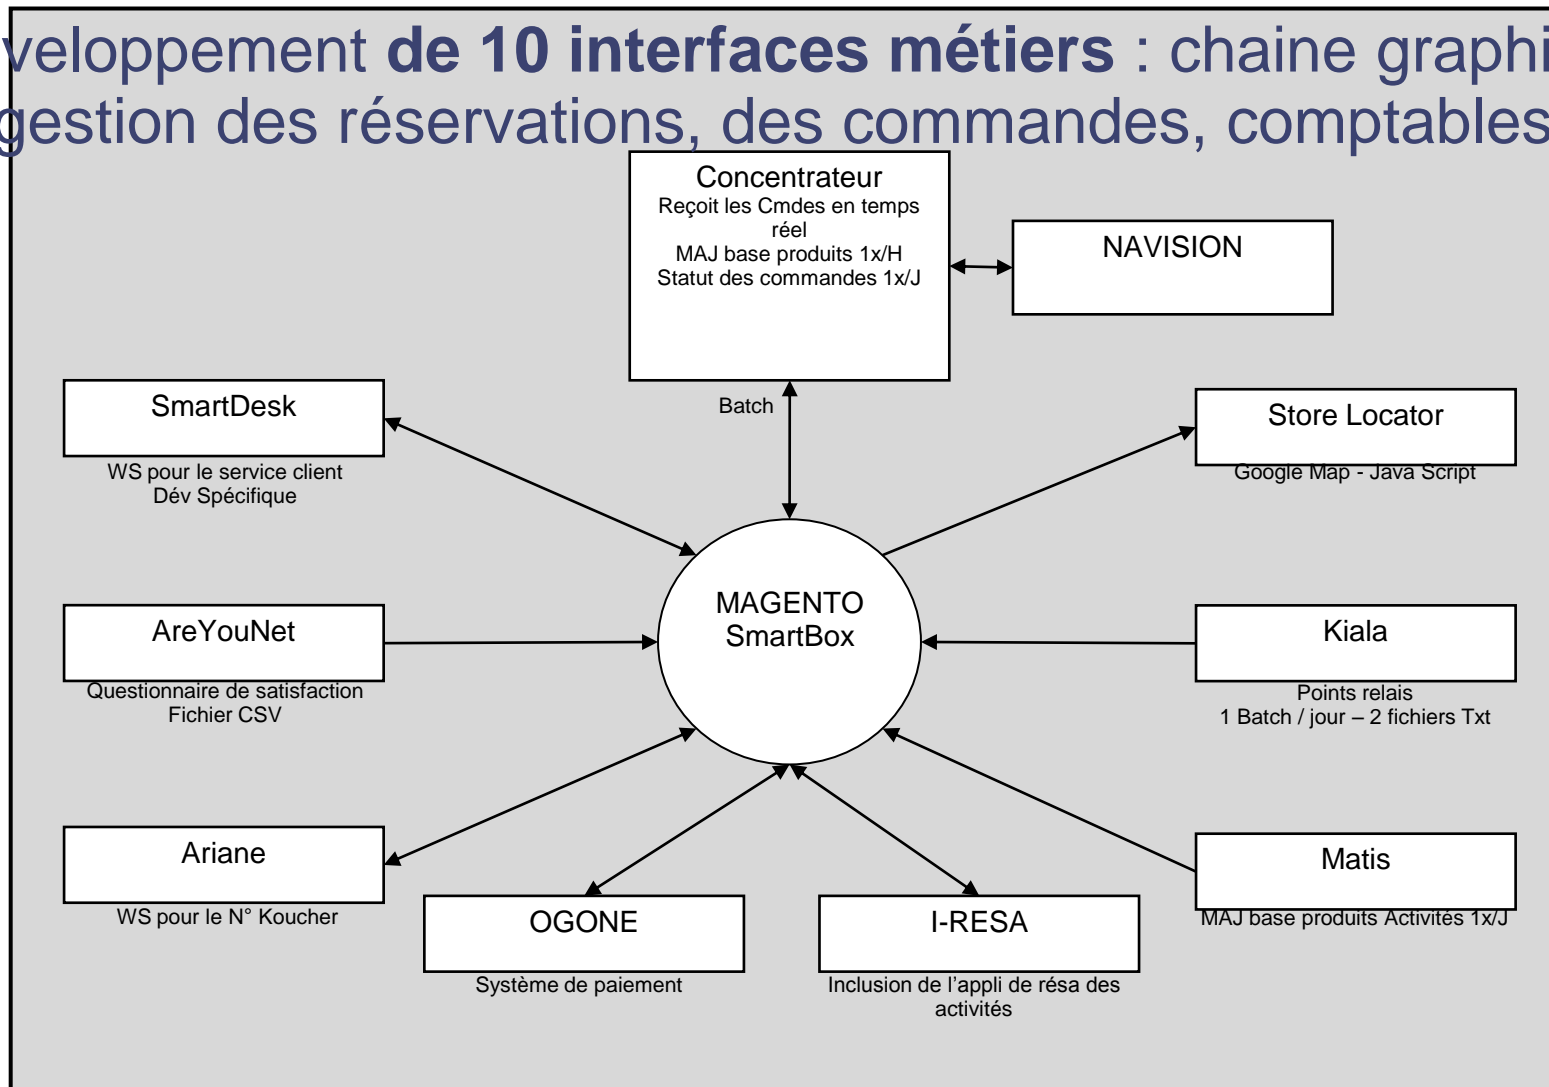 veloppement de 10 interfaces métiers : chaine graphi
gestion des réservations, des commandes, comptables
Concentrateur
Reçoit les Cmdes en temps
réel
MAJ base produits 1x/H
Statut des commandes 1x/J
NAVISION
Batch
SmartDesk
WS pour le service client
Dév Spécifique
Store Locator
Google Map - Java Script
MAGENTO
SmartBox
AreYouNet
Questionnaire de satisfaction
Fichier CSV
Kiala
Points relais
1 Batch / jour – 2 fichiers Txt
Ariane
WS pour le N° Koucher
Matis
MAJ base produits Activités 1x/J
OGONE
Système de paiement
I-RESA
Inclusion de l’appli de résa des
activités